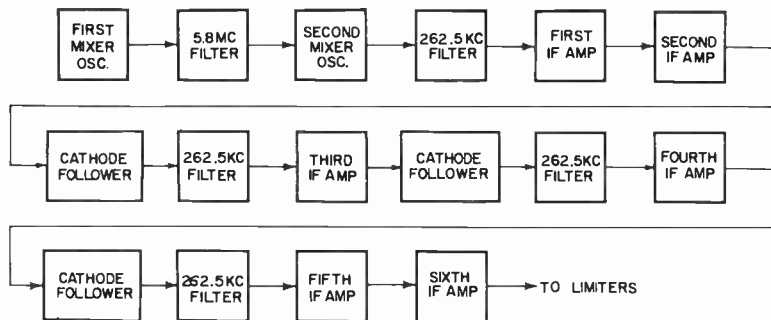 FIRST
MIXER
OSC.
5.8MC
FILTER
SECOND
MIXER
OSC.
262.5KC
FILTER
FIRST
IF AMP
SECOND
IF AMP
CATHODE
FOLLOWER
262.5KC
FILTER
THIRD
IF AMP
CATHODE
FOLLOWER
262.5KC
FILTER
FOURTH
IF AMP
CATHODE
FOLLOWER
262.5KC
FILTER
FIFTH
IF AMP
SIXTH
IF AMP
TO LIMITERS